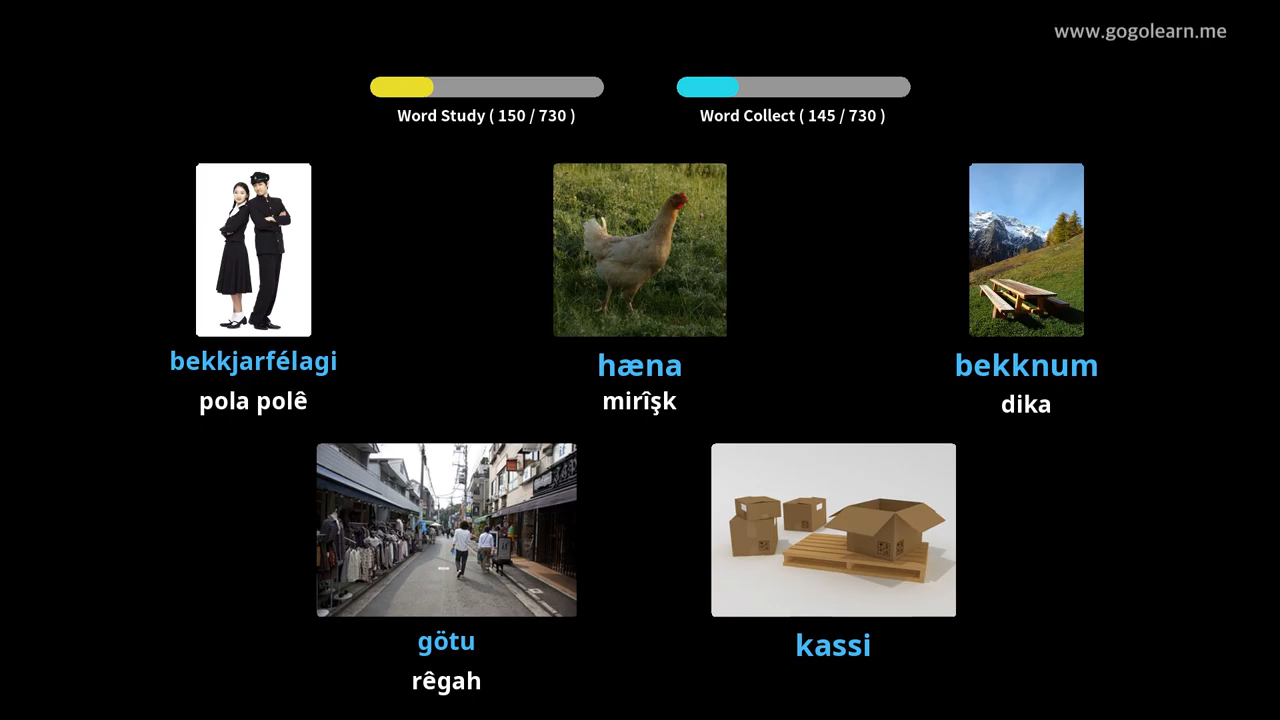 www.gogolearn.me
Word Study ( 150 / 730 )
Word Collect ( 145 / 730 )
bekkjarfélagi
pola polê
hæna
mirîşk
bekknum
dika
götu
rêgah
kassi